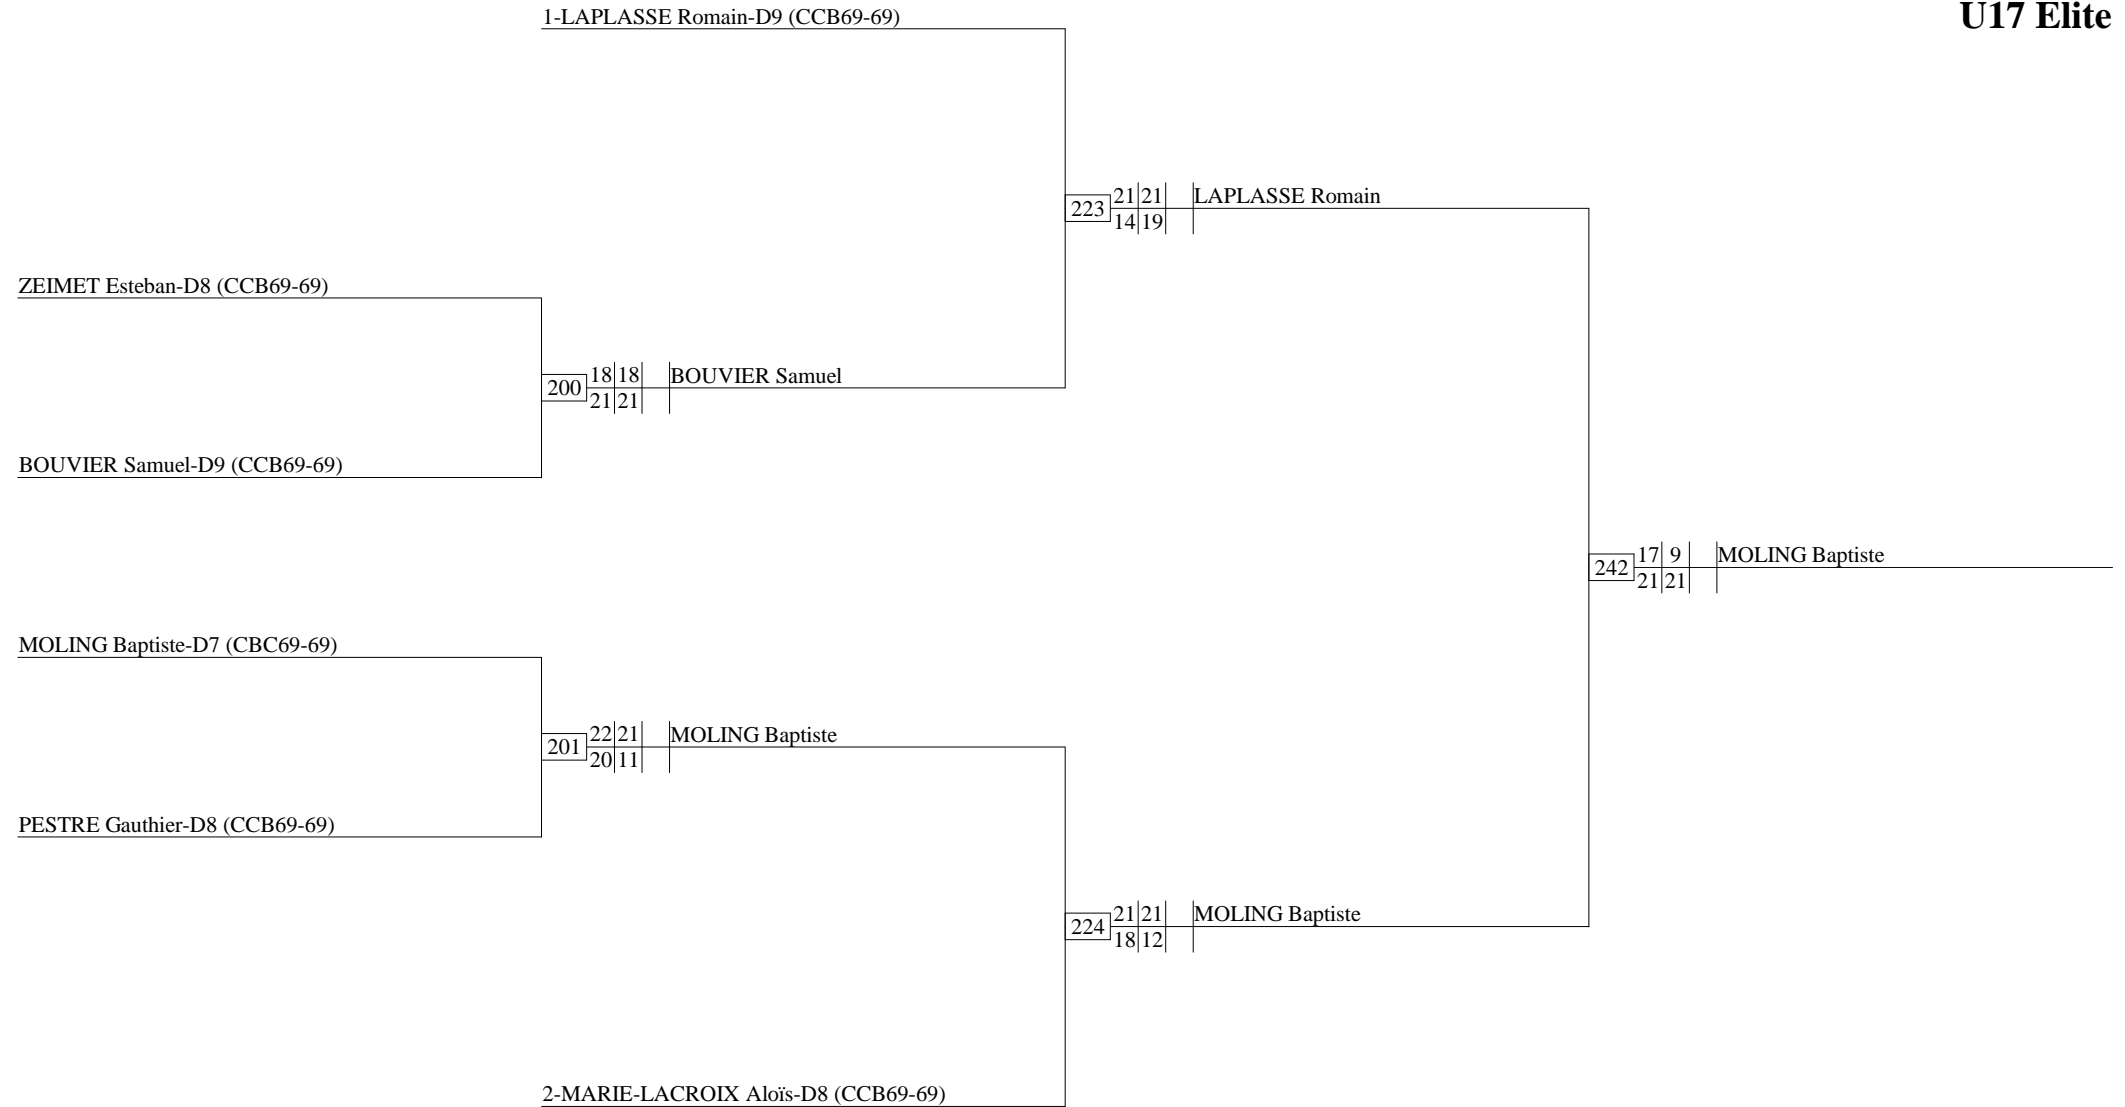 U17 Elite
1-LAPLASSE Romain-D9 (CCB69-69)
223 21 21 LAPLASSE Romain
14 19
ZEIMET Esteban-D8 (CCB69-69)
200 18 18 BOUVIER Samuel
21 21
BOUVIER Samuel-D9 (CCB69-69)
242 17 9 MOLING Baptiste
21 21
MOLING Baptiste-D7 (CBC69-69)
201 22 21 MOLING Baptiste
20 11
PESTRE Gauthier-D8 (CCB69-69)
224 21 21 MOLING Baptiste
18 12
2-MARIE-LACROIX Aloïs-D8 (CCB69-69)